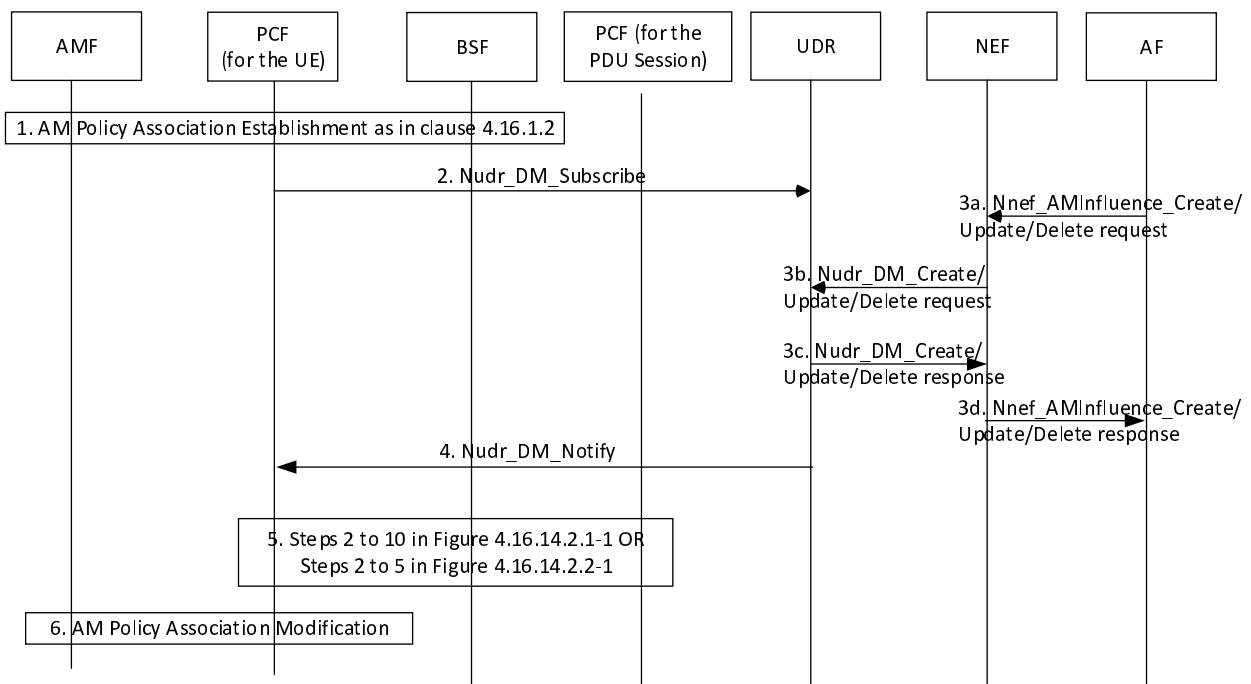 AMF
PCF
(for the UE)
BSF
PCF (for the
PDU Session)
UDR
NEF
AF
1. AM Policy Association Establishment as in clause 4.16.1.2
2. Nudr_DM_Subscribe
3a. Nnef_AMInfluence_Create/
Update/Delete request
3b. Nudr_DM_Create/
Update/Delete request
3c. Nudr_DM_Create/
Update/Delete response
3d. Nnef_AMInfluence_Create/
Update/Delete response
4. Nudr_DM_Notify
5. Steps 2 to 10 in Figure 4.16.14.2.1-1 OR
Steps 2 to 5 in Figure 4.16.14.2.2-1
6. AM Policy Association Modification